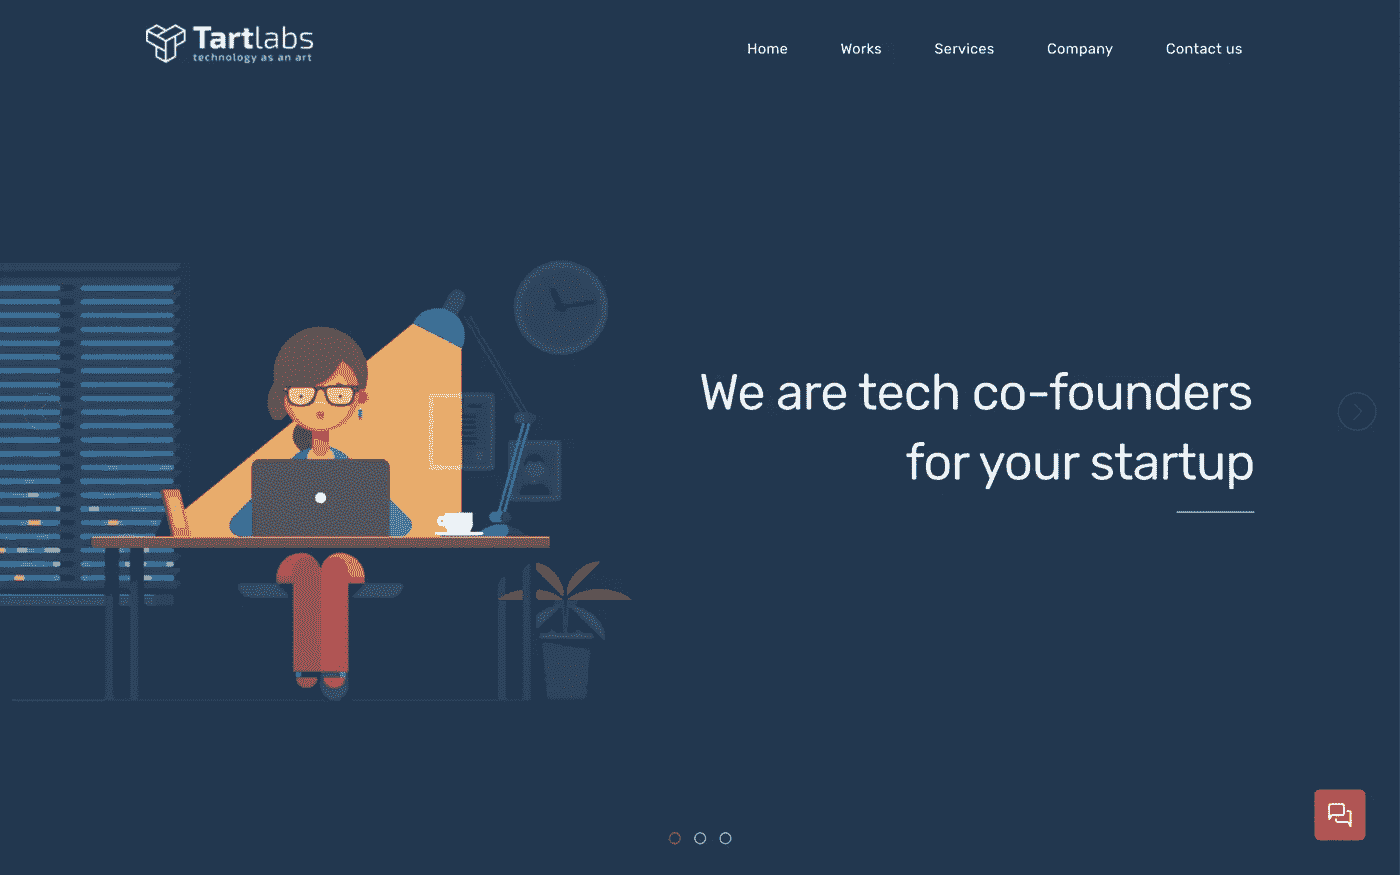 Tartlabs
technology as an art
Home
Works
Services
Company
Contact us
We are tech co-founders
for your startup